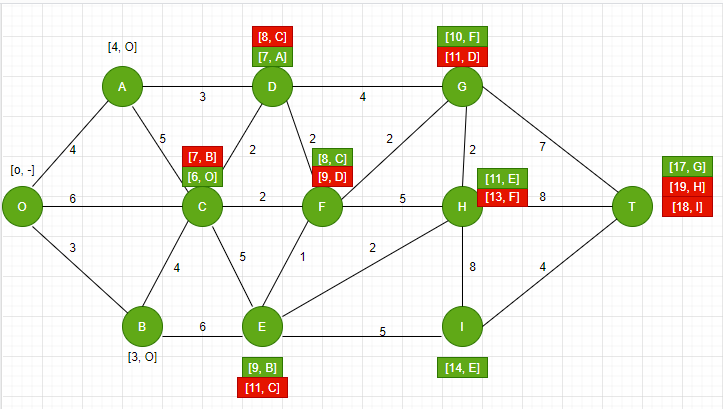 [8, C]
[10, F]
[4, O]
[7, A]
[11, D]
A
D
G
3
4
5
2
2
2
2
7
4
[7, B]
[8, C]
[17, G]
[o, -]
[6, O]
[9, D]
[11, E]
[19, H]
[13, F]
[18, I]
O
6
C
2
F
5
H
8
T
3
4
5
1
2
8
4
B
6
E
5
I
[3, O]
[9, B]
[14, E]
[11, C]